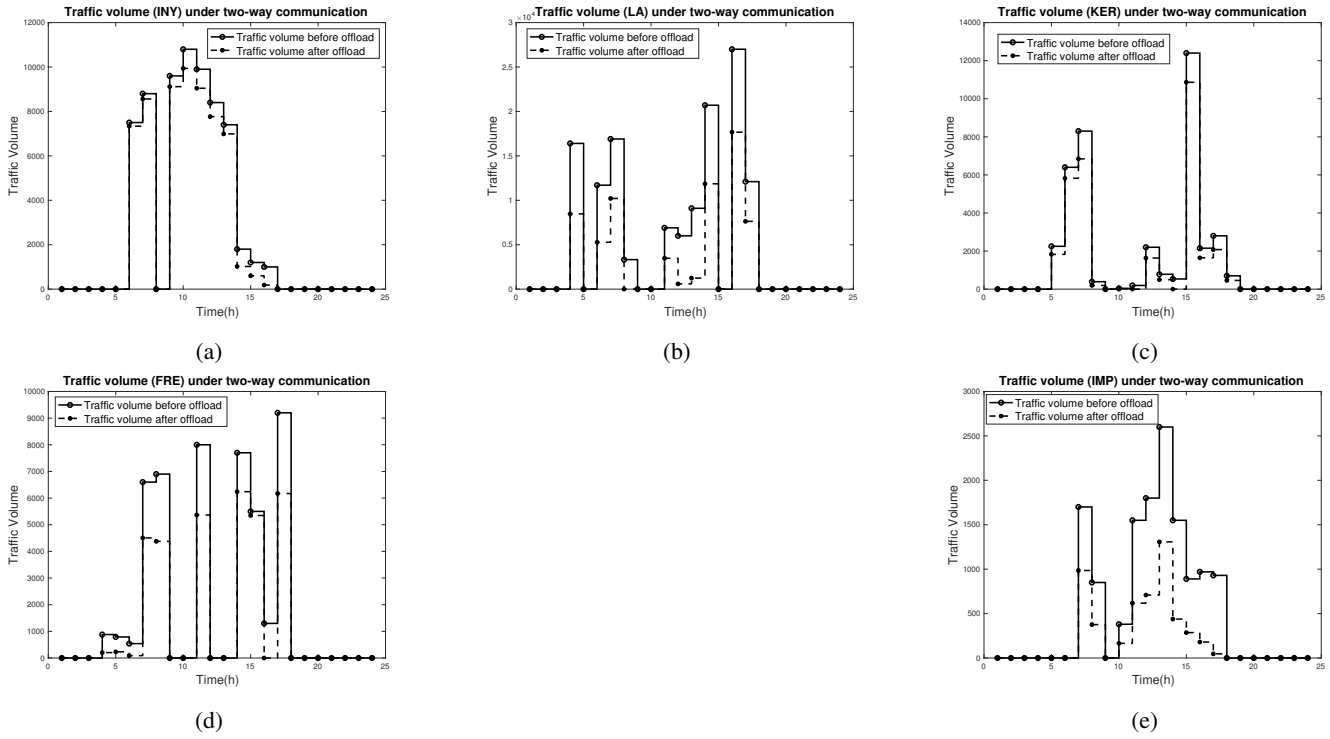 Traffic volume (INY) under two-way communication
12000
10000
8000
6000
4000
2000
0
Traffic Volume
Traffic volume before offload
Traffic volume after offload
0 5 10 15 20 25
Time(h)
(a)
Traffic volume (LA) under two-way communication
×10⁴
3
2.5
2
1.5
1
0.5
0
Traffic Volume
Traffic volume before offload
Traffic volume after offload
0 5 10 15 20 25
Time(h)
(b)
Traffic volume (KER) under two-way communication
14000
12000
10000
8000
6000
4000
2000
0
Traffic Volume
Traffic volume before offload
Traffic volume after offload
0 5 10 15 20 25
Time(h)
(c)
Traffic volume (FRE) under two-way communication
10000
9000
8000
7000
6000
5000
4000
3000
2000
1000
0
Traffic Volume
Traffic volume before offload
Traffic volume after offload
0 5 10 15 20 25
Time(h)
(d)
Traffic volume (IMP) under two-way communication
3000
2500
2000
1500
1000
500
0
Traffic Volume
Traffic volume before offload
Traffic volume after offload
0 5 10 15 20 25
Time(h)
(e)